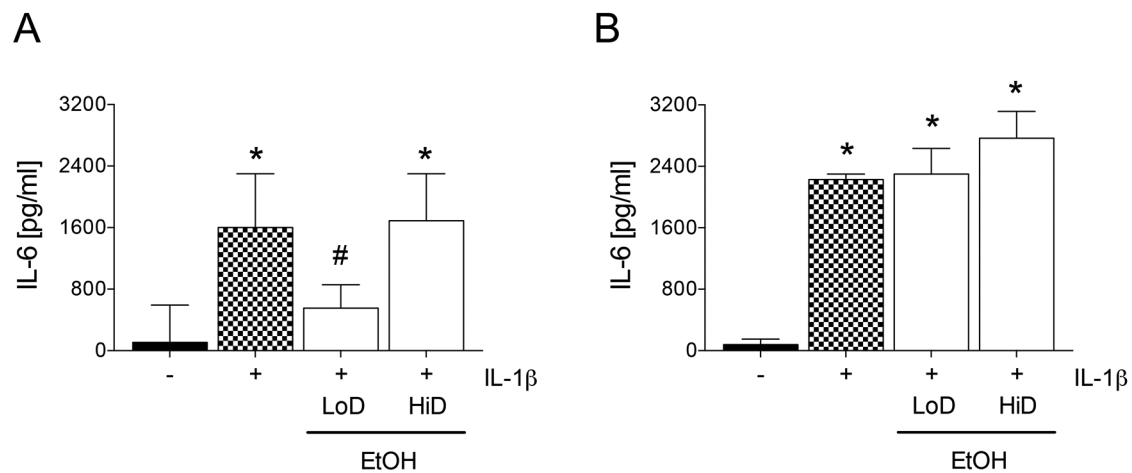 A
IL-6 [pg/ml]
3200
2400
1600
800
0
*
#
*
- + + + IL-1β
LoD HiD
EtOH
B
IL-6 [pg/ml]
3200
2400
1600
800
0
*
*
*
- + + + IL-1β
LoD HiD
EtOH